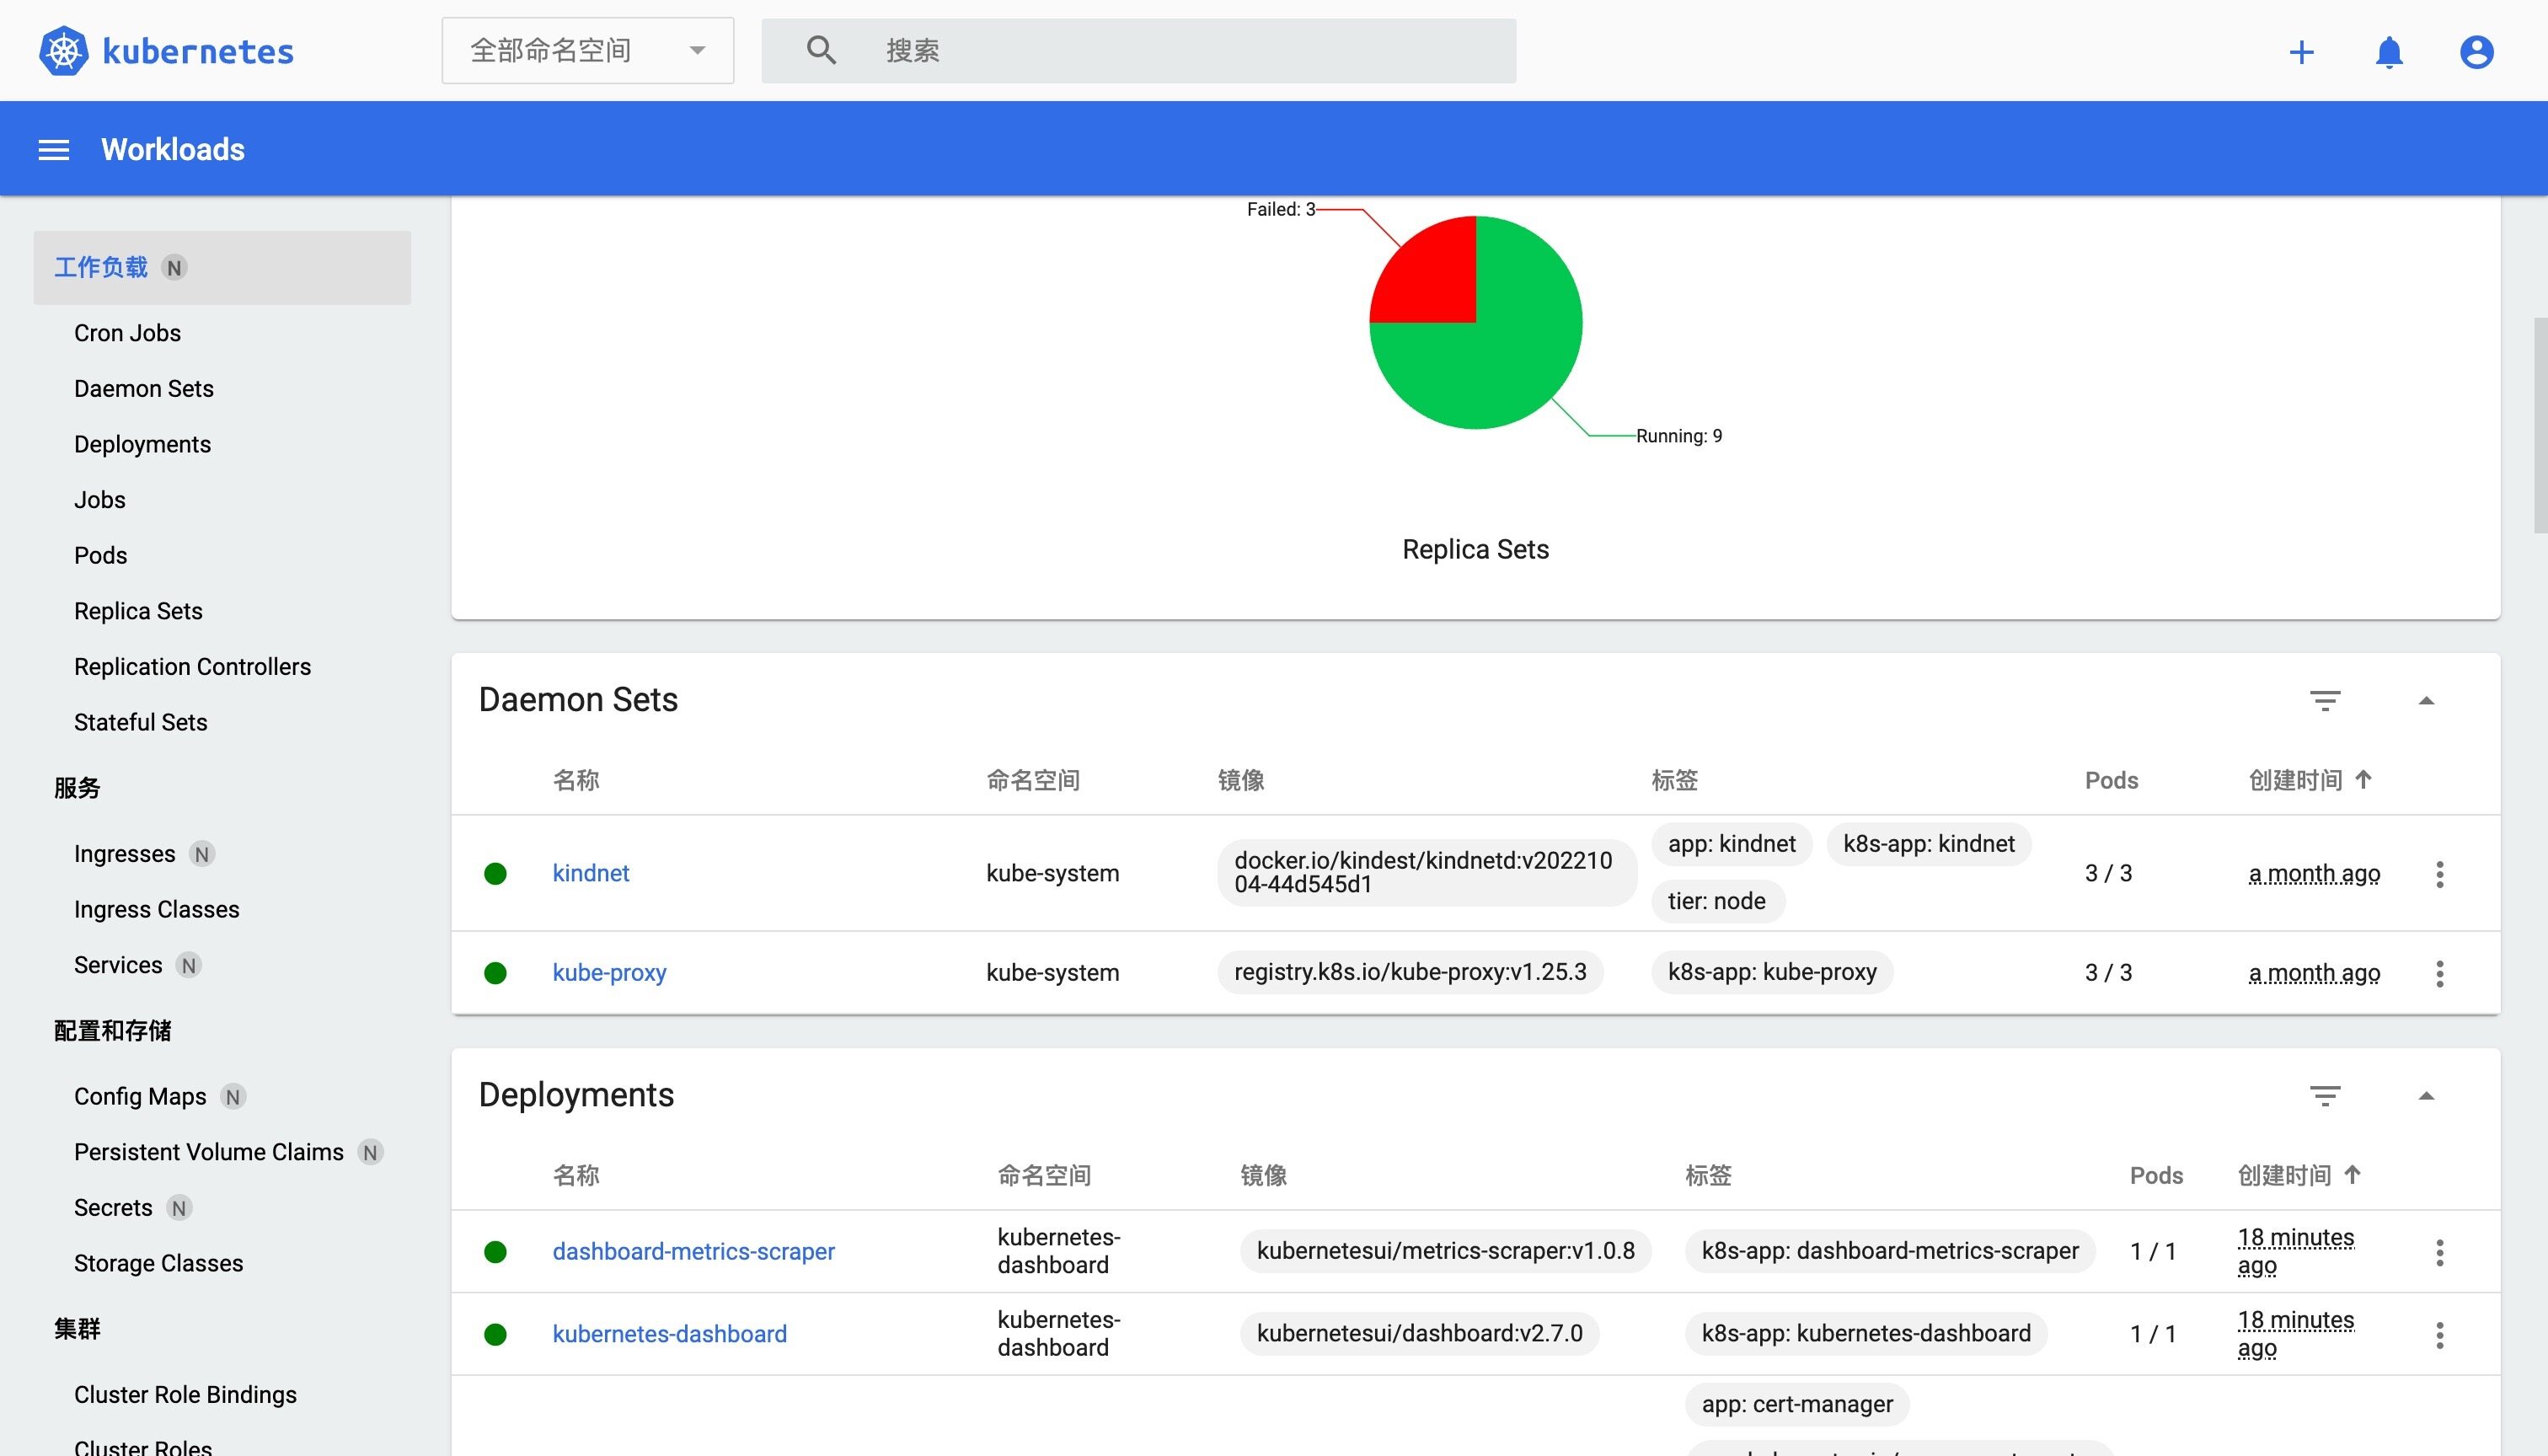 kubernetes
全部命名空间
搜索
Workloads
工作负载 N
Cron Jobs
Daemon Sets
Deployments
Jobs
Pods
Replica Sets
Replication Controllers
Stateful Sets
服务
Ingresses N
Ingress Classes
Services N
配置和存储
Config Maps N
Persistent Volume Claims N
Secrets N
Storage Classes
集群
Cluster Role Bindings
Cluster Roles
Failed: 3
Running: 9
Replica Sets
Daemon Sets
名称 命名空间 镜像 标签 Pods 创建时间
kindnet kube-system docker.io/kindest/kindnetd:v202210
04-44d545d1 app: kindnet k8s-app: kindnet
tier: node 3 / 3 a month ago
kube-proxy kube-system registry.k8s.io/kube-proxy:v1.25.3 k8s-app: kube-proxy 3 / 3 a month ago
Deployments
名称 命名空间 镜像 标签 Pods 创建时间
dashboard-metrics-scraper kubernetes-
dashboard kubernetesui/metrics-scraper:v1.0.8 k8s-app: dashboard-metrics-scraper 1 / 1 18 minutes
ago
kubernetes-dashboard kubernetes-
dashboard kubernetesui/dashboard:v2.7.0 k8s-app: kubernetes-dashboard 1 / 1 18 minutes
ago
app: cert-manager